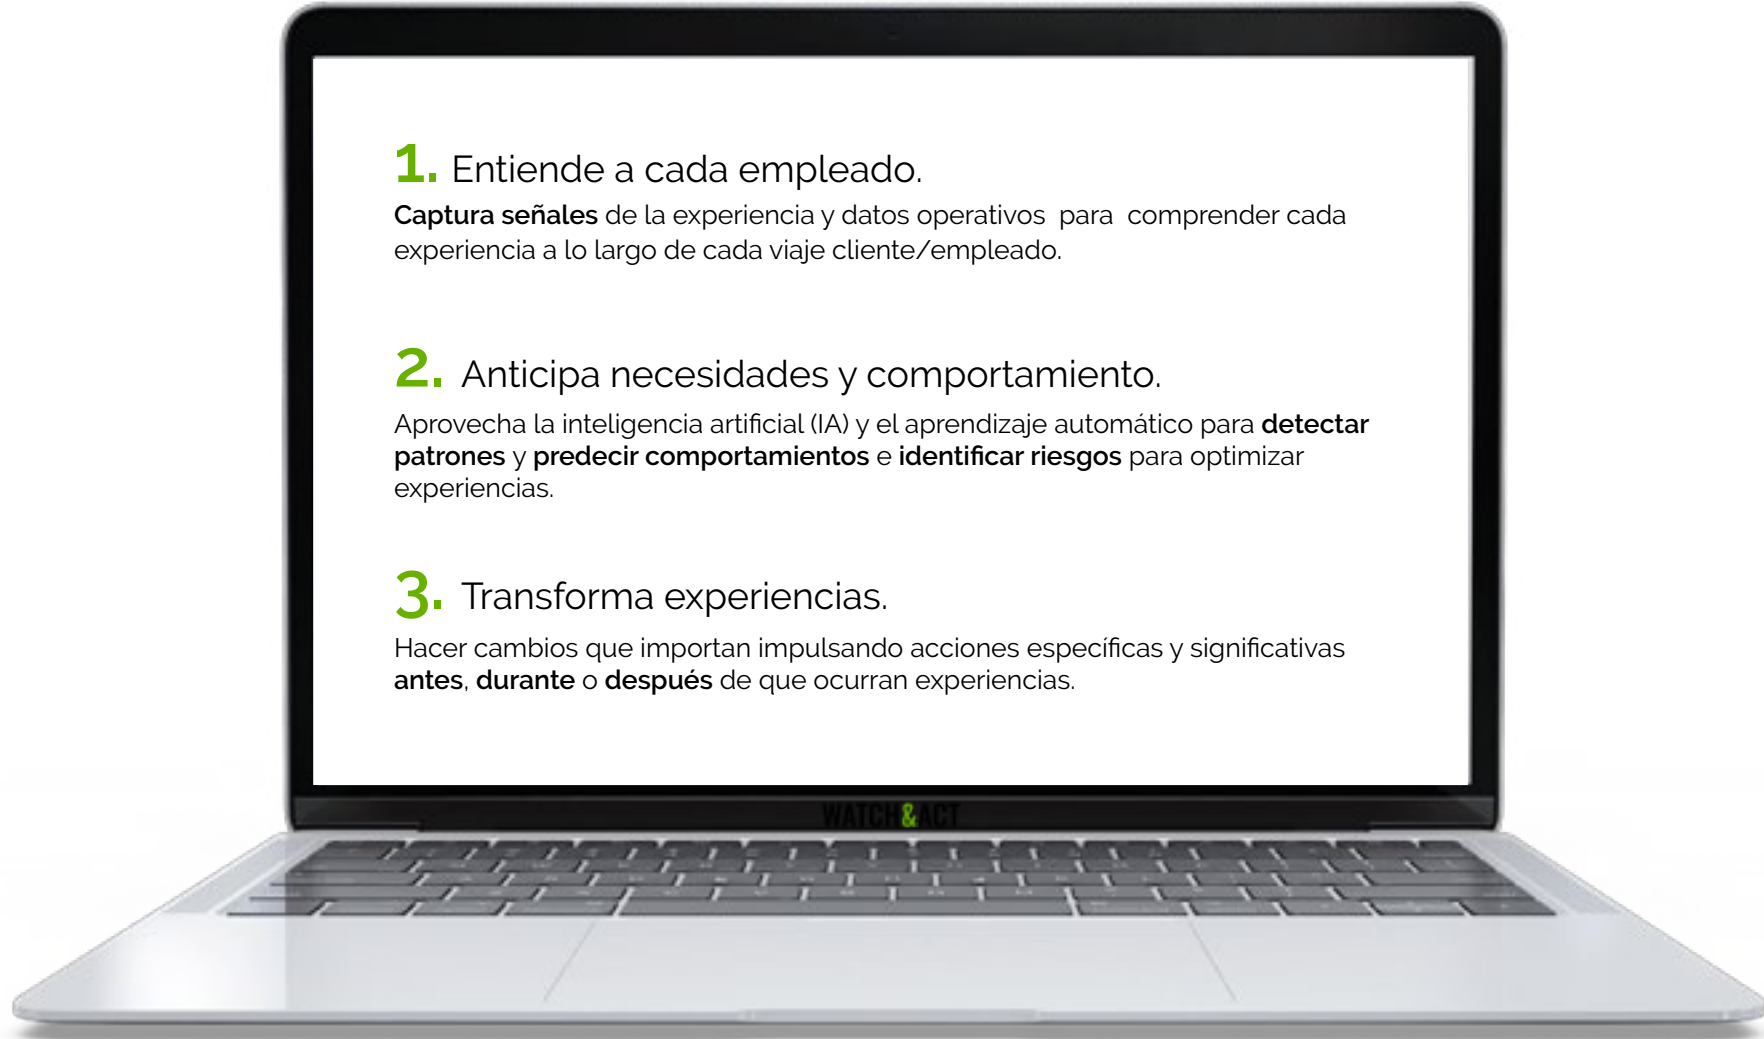 1. Entiende a cada empleado.
Captura señales de la experiencia y datos operativos para comprender cada
experiencia a lo largo de cada viaje cliente/empleado.
2. Anticipa necesidades y comportamiento.
Aprovecha la inteligencia artificial (IA) y el aprendizaje automático para detectar
patrones y predecir comportamientos e identificar riesgos para optimizar
experiencias.
3. Transforma experiencias.
Hacer cambios que importan impulsando acciones específicas y significativas
antes, durante o después de que ocurran experiencias.
WATCH&ACT